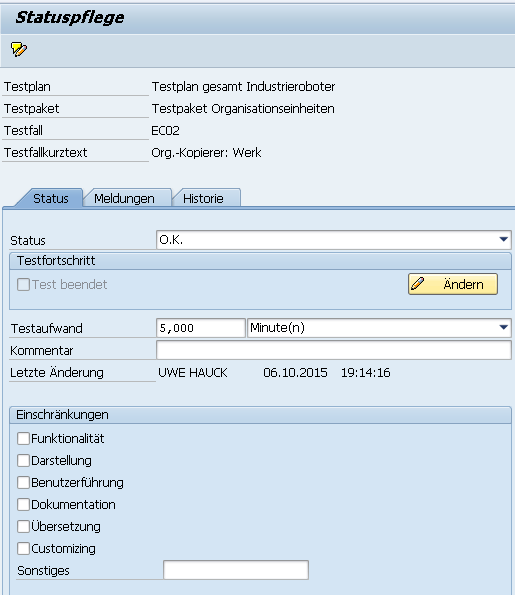 Statuspflege
Testplan Testplan gesamt Industrieroboter
Testpaket Testpaket Organisationseinheiten
Testfall EC02
Testfallkurztext Org.-Kopierer: Werk
Status Meldungen Historie
Status O.K.
Testfortschritt
Test beendet Ändern
Testaufwand 5,000 Minute(n)
Kommentar
Letzte Änderung UWE HAUCK 06.10.2015 19:14:16
Einschränkungen
Funktionalität
Darstellung
Benutzerführung
Dokumentation
Übersetzung
Customizing
Sonstiges